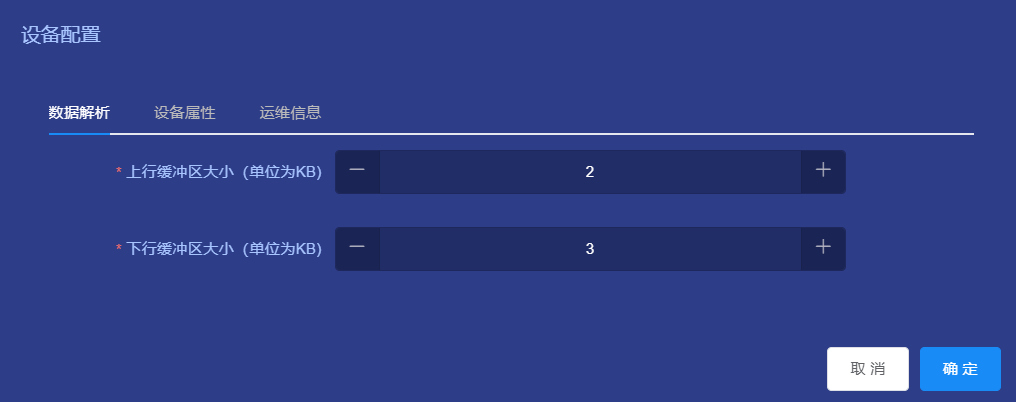 设备配置
数据解析 设备属性 运维信息
* 上行缓冲区大小（单位为KB） － 2 ＋
* 下行缓冲区大小（单位为KB） － 3 ＋
取 消 确 定